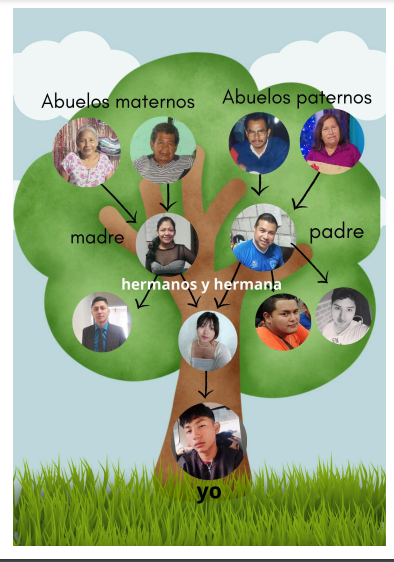 Abuelos maternos
Abuelos paternos
madre
padre
hermanos y hermana
yo